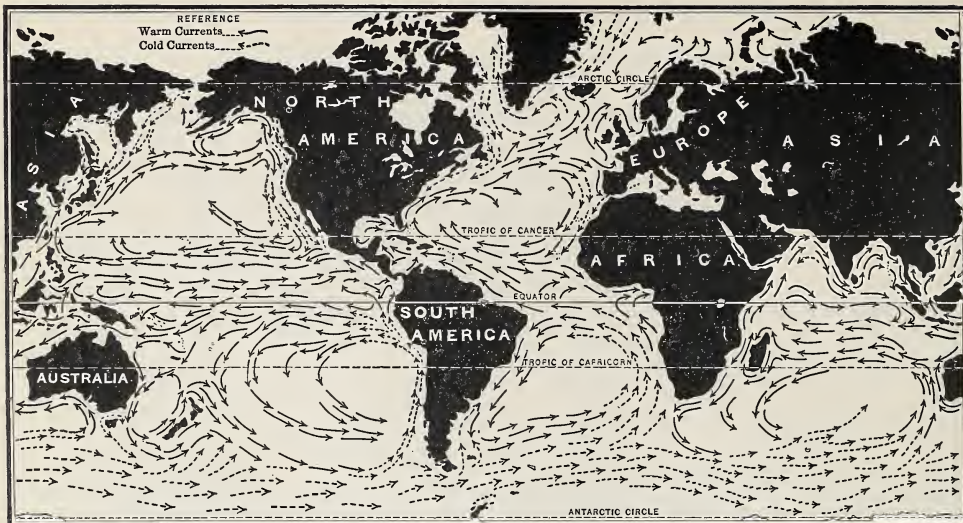 REFERENCE
Warm Currents
Cold Currents
ARCTIC CIRCLE
ASIA
NORTH
AMERICA
EUROPE
ASIA
TROPIC OF CANCER
AFRICA
EQUATOR
SOUTH
AMERICA
TROPIC OF CAPRICORN
AUSTRALIA
ANTARCTIC CIRCLE